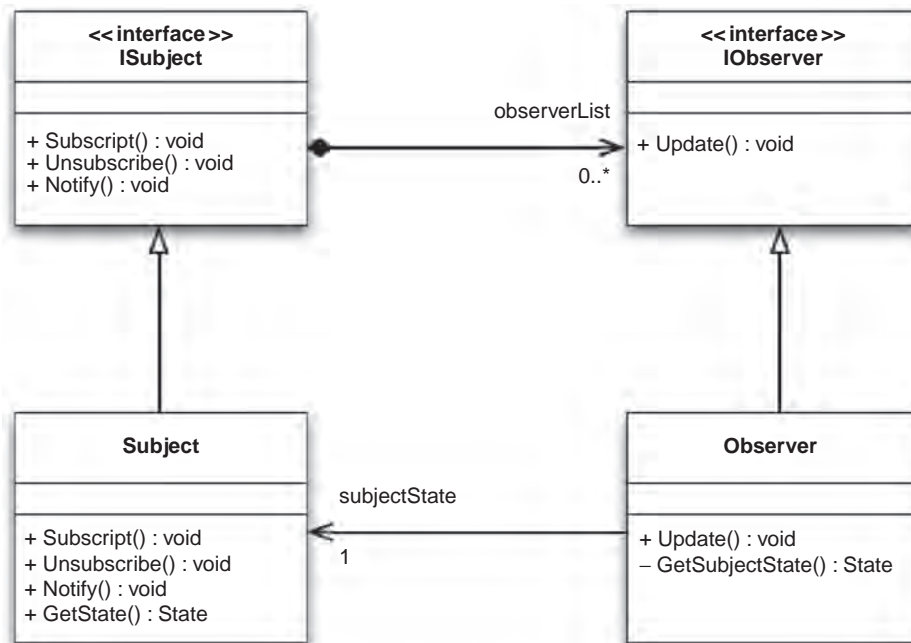 <<interface>>
ISubject
+ Subscript() : void
+ Unsubscribe() : void
+ Notify() : void
observerList
0..*
<<interface>>
IObserver
+ Update() : void
Subject
+ Subscript() : void
+ Unsubscribe() : void
+ Notify() : void
+ GetState() : State
subjectState
1
Observer
+ Update() : void
– GetSubjectState() : State